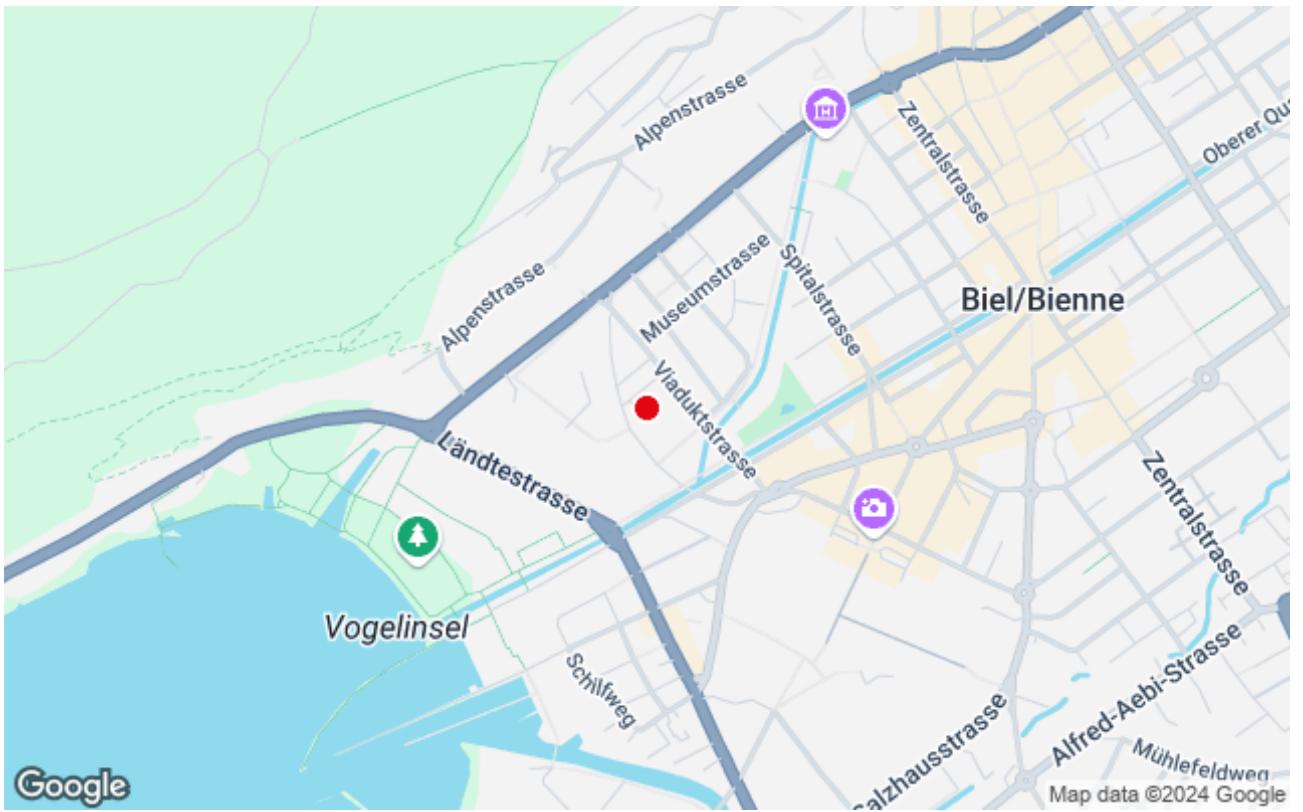 Alpenstrasse
Zentralstrasse
Oberer Qu
Museumstrasse
Spitalstrasse
Alpenstrasse
Biel/Bienne
Viaduktstrasse
Ländtestrasse
Zentralstrasse
Vogelinsel
Schilfweg
Alfred-Aebi-Strasse
Salzhausstrasse
Mühlefeldweg
Google
Map data ©2024 Google